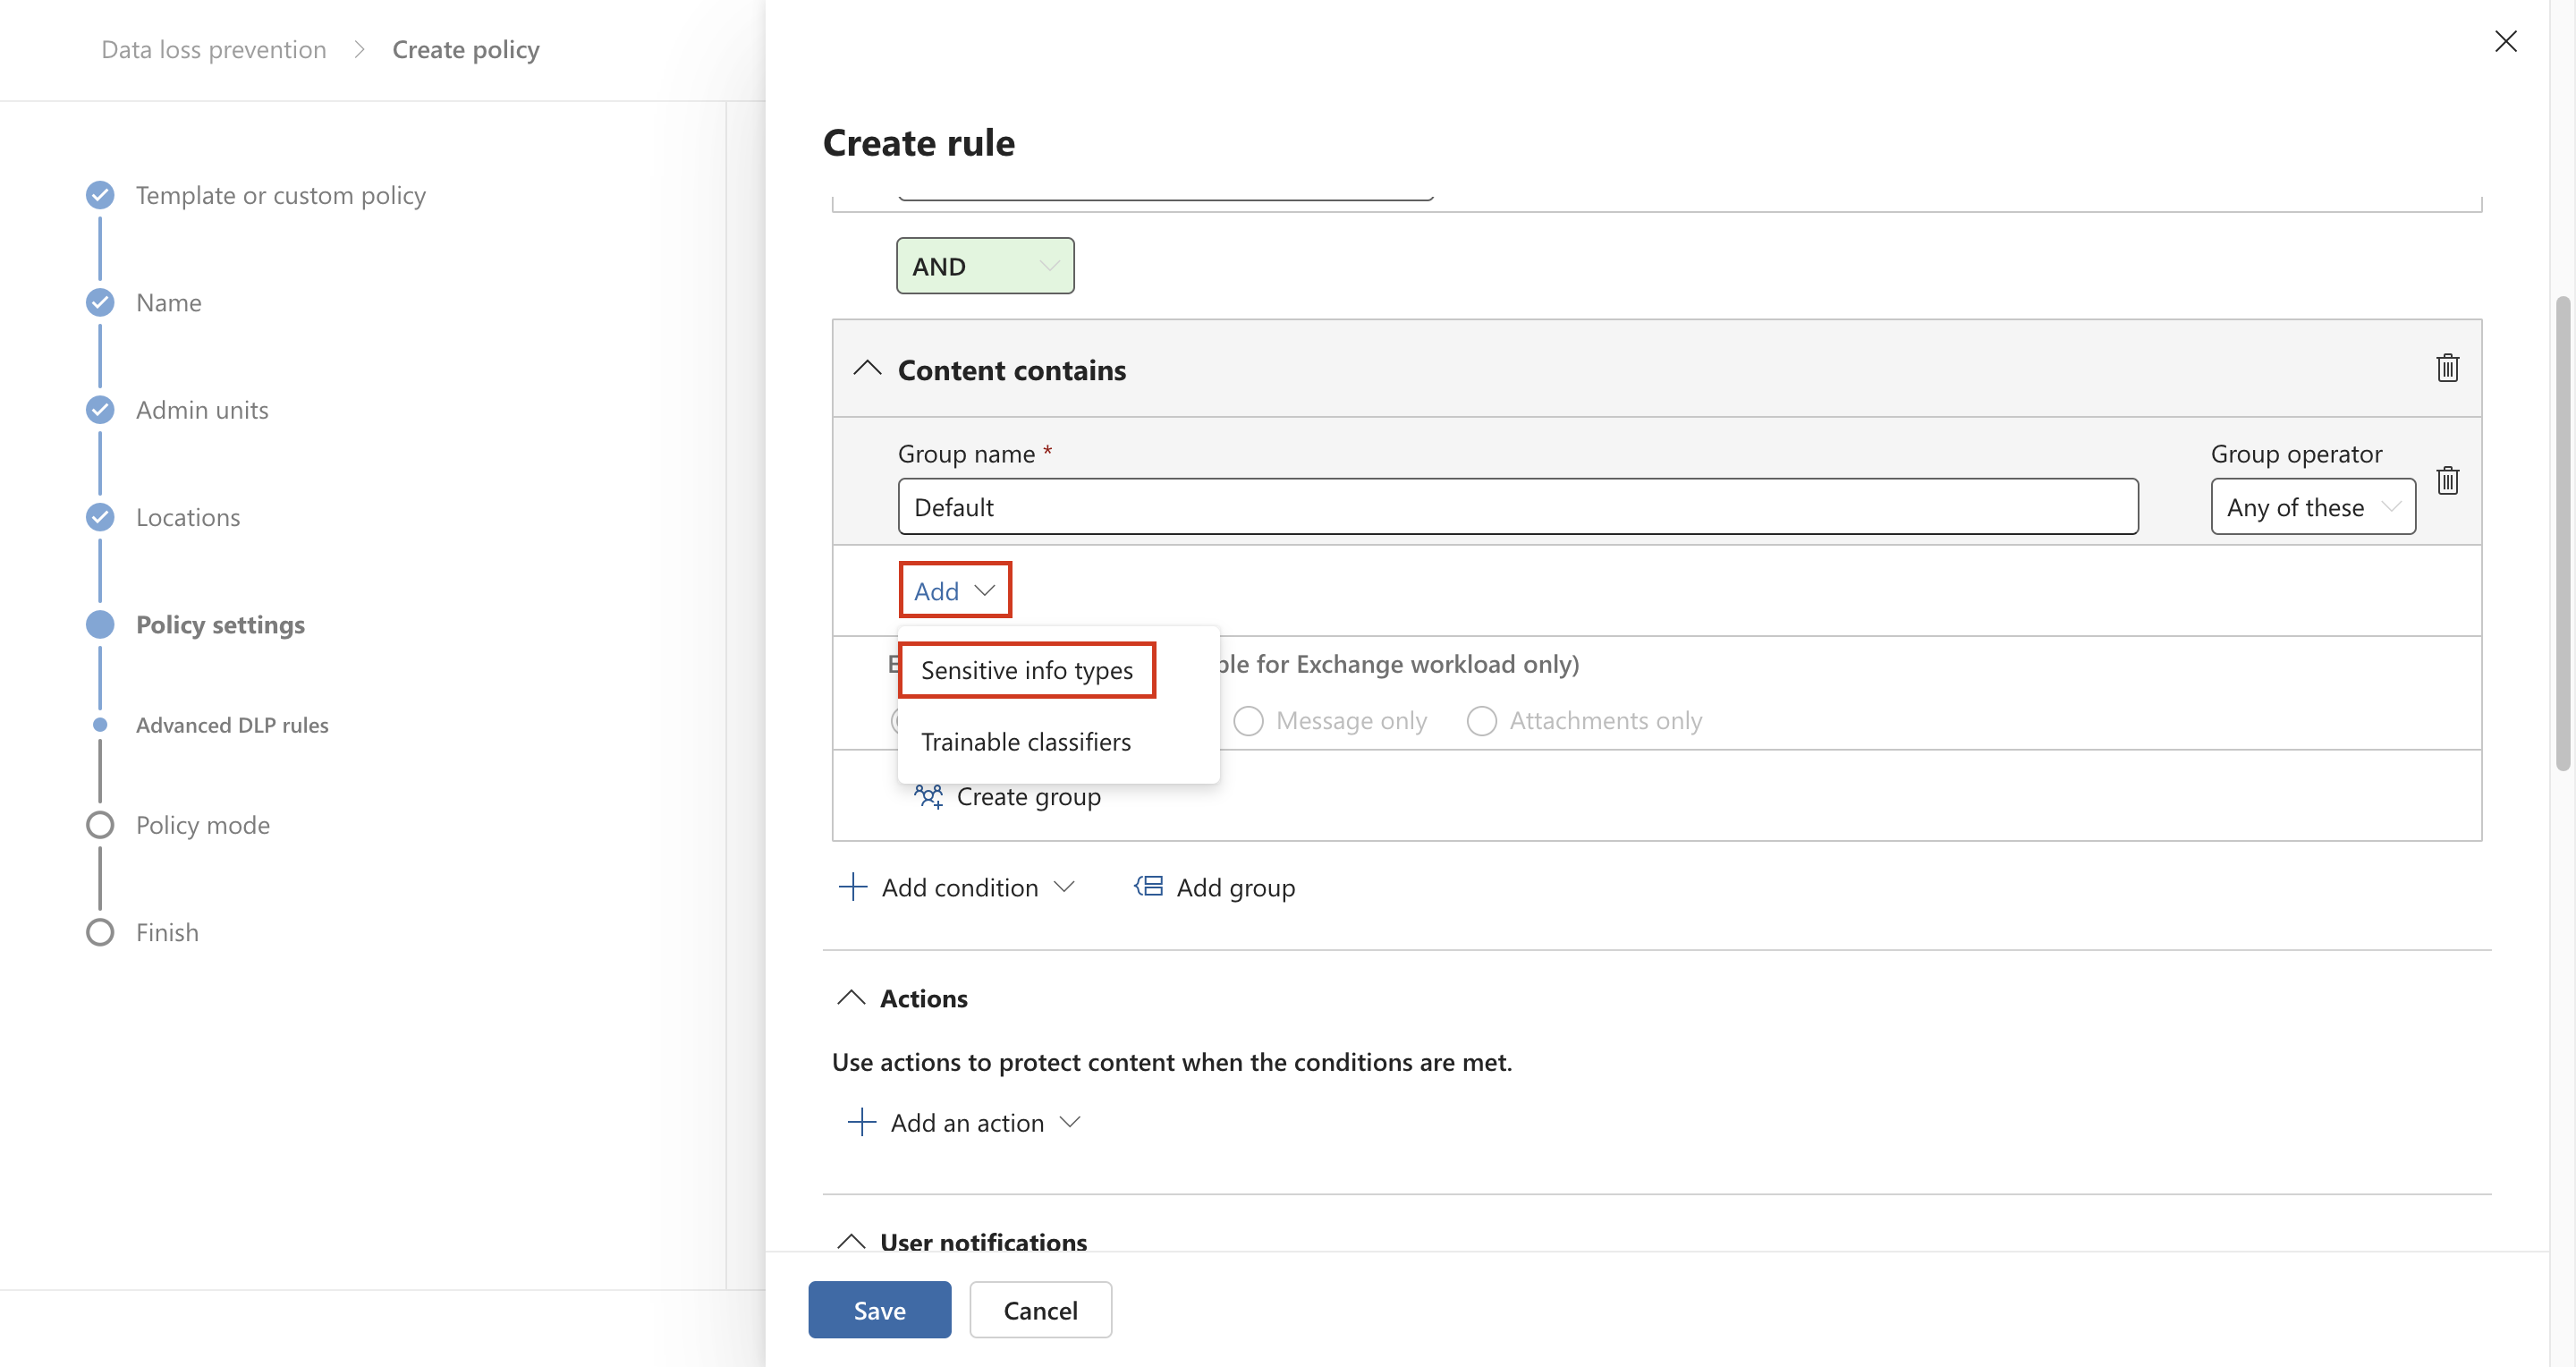 Data loss prevention > Create policy
Template or custom policy
Name
Admin units
Locations
Policy settings
Advanced DLP rules
Policy mode
Finish
Create rule
AND
Content contains
Group name *
Group operator
Default
Any of these
Add
Sensitive info types
Trainable classifiers
for Exchange workload only)
Message only
Attachments only
Create group
Add condition
Add group
Actions
Use actions to protect content when the conditions are met.
Add an action
User notifications
Save
Cancel